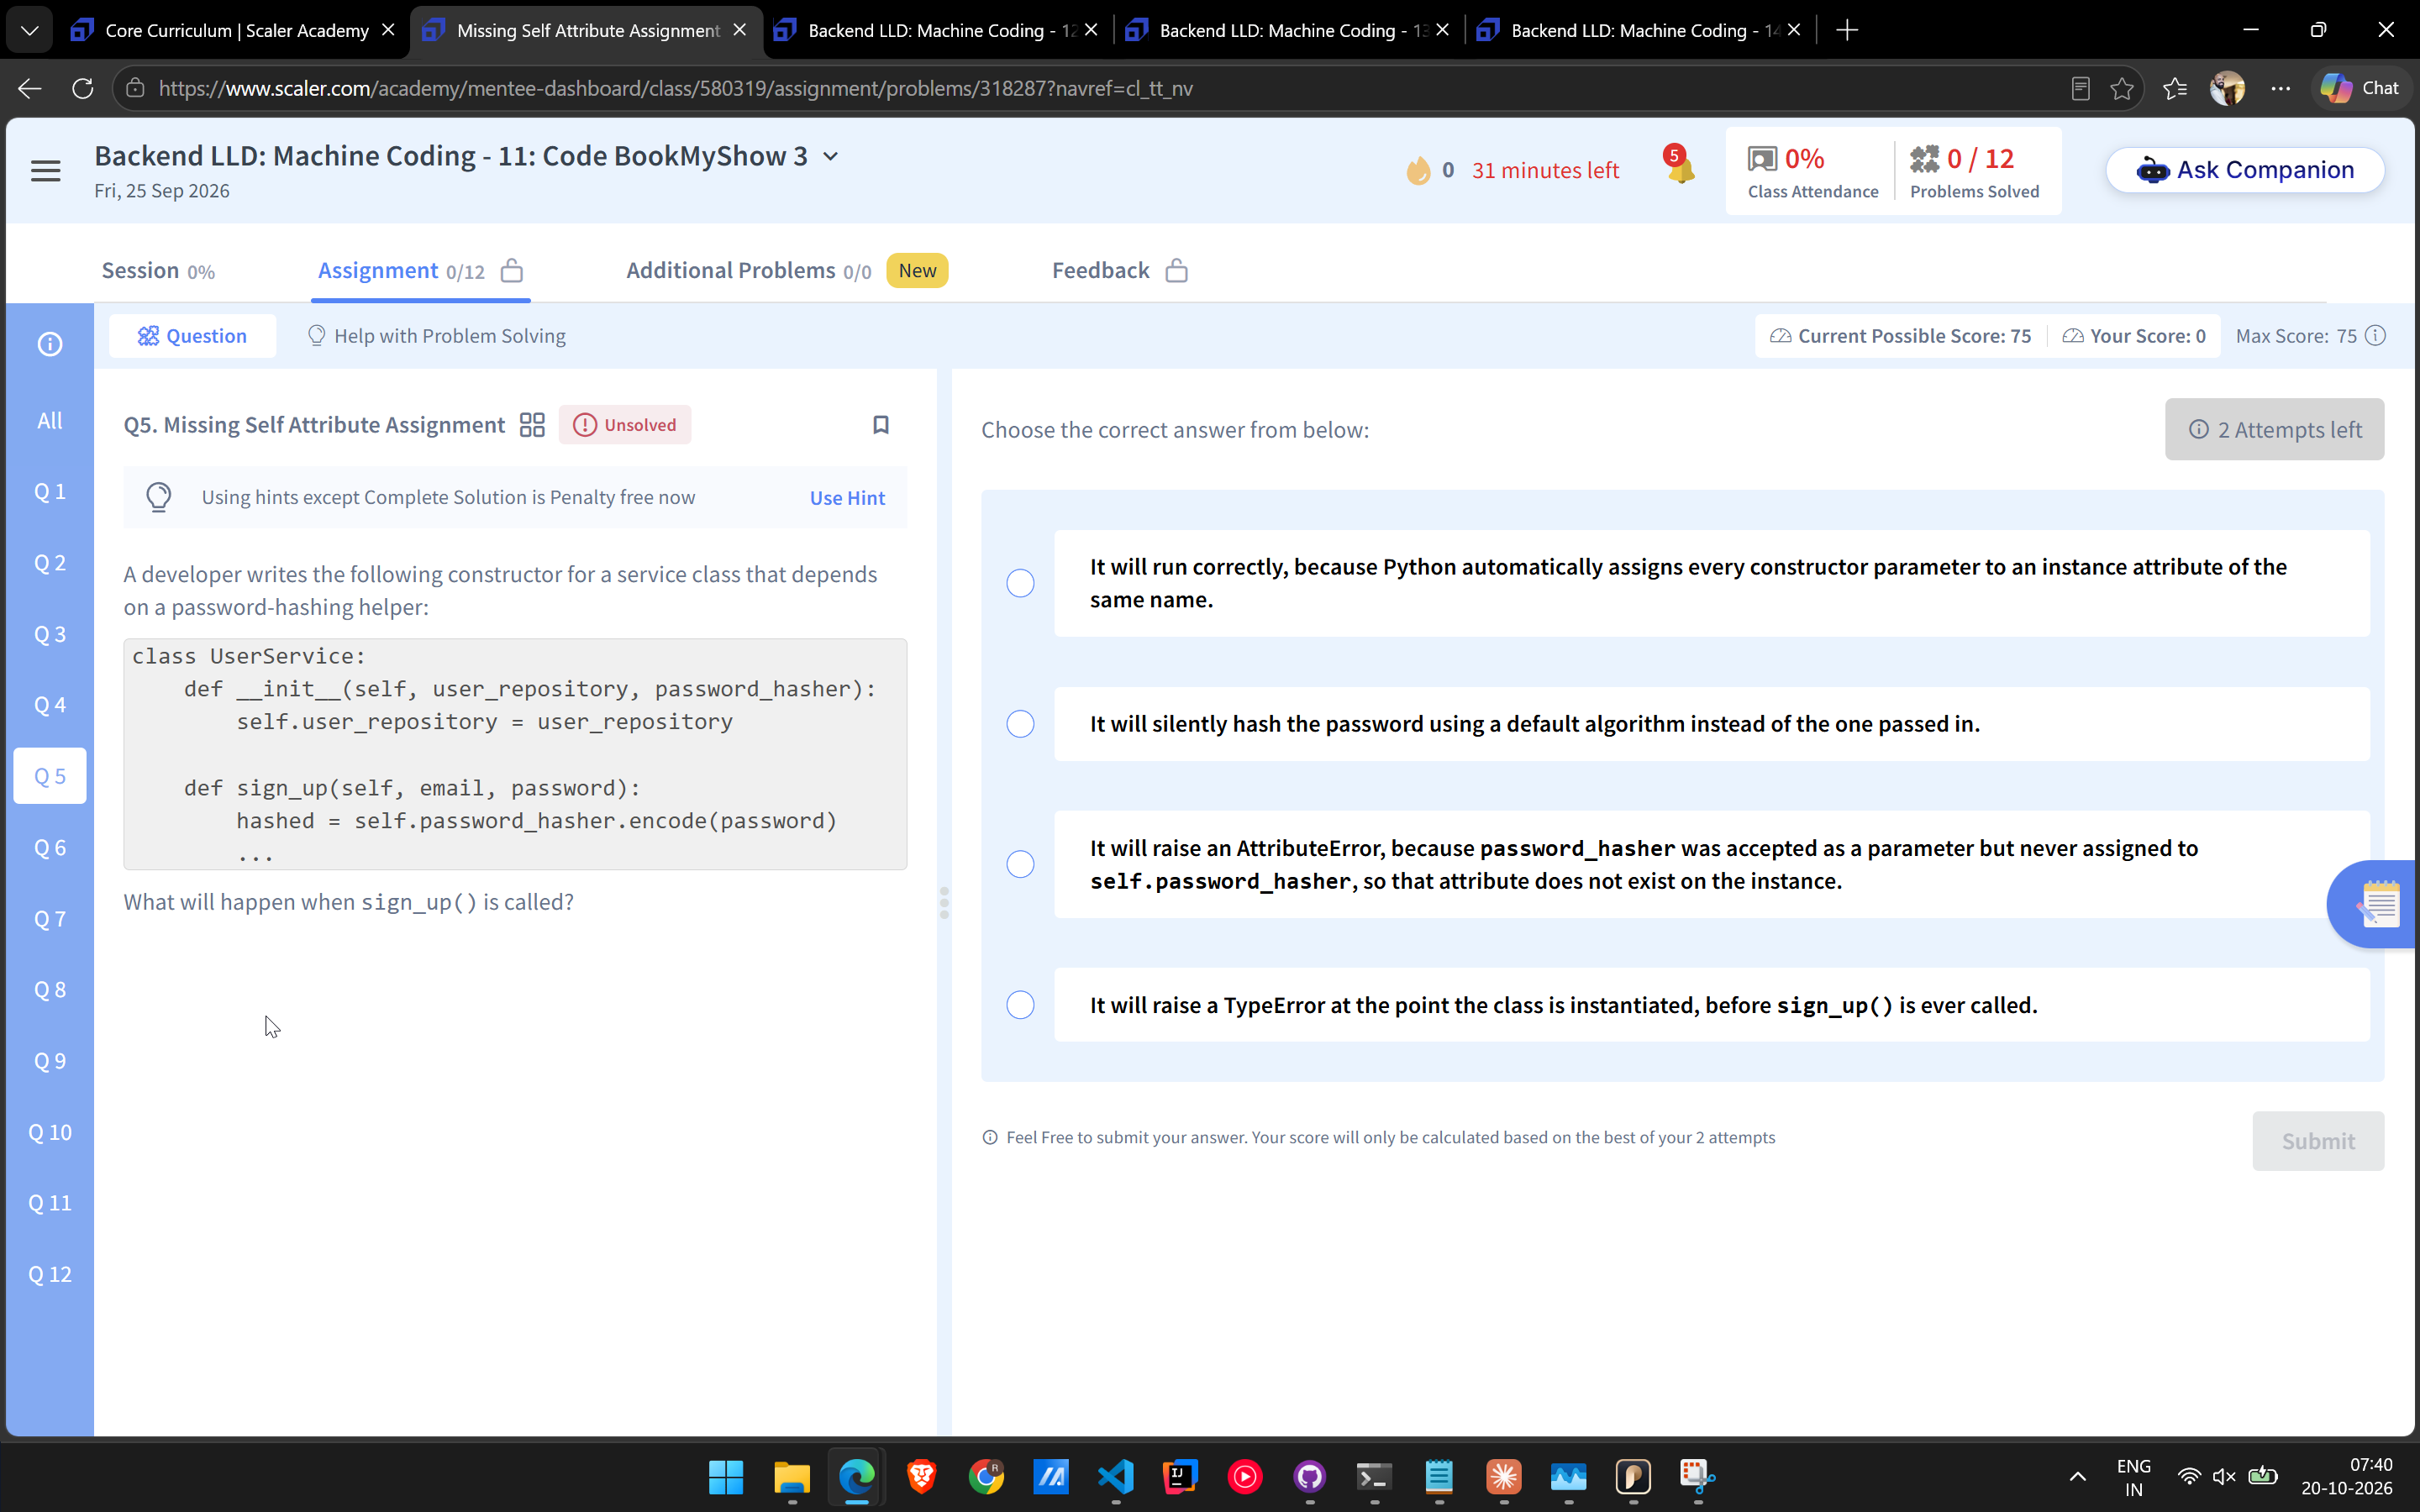 Core Curriculum | Scaler Academy
Missing Self Attribute Assignment
Backend LLD: Machine Coding - 12
Backend LLD: Machine Coding - 13
Backend LLD: Machine Coding - 14
https://www.scaler.com/academy/mentee-dashboard/class/580319/assignment/problems/318287?navref=cl_tt_nv
Chat
Backend LLD: Machine Coding - 11: Code BookMyShow 3
Fri, 25 Sep 2026
0
31 minutes left
5
0%
Class Attendance
0 / 12
Problems Solved
Ask Companion
Session 0%
Assignment 0/12
Additional Problems 0/0
New
Feedback
Question
Help with Problem Solving
Current Possible Score: 75
Your Score: 0
Max Score: 75
All
Q 1
Q 2
Q 3
Q 4
Q 5
Q 6
Q 7
Q 8
Q 9
Q 10
Q 11
Q 12
Q5. Missing Self Attribute Assignment
Unsolved
Using hints except Complete Solution is Penalty free now
Use Hint
A developer writes the following constructor for a service class that depends
on a password-hashing helper:
class UserService:
    def __init__(self, user_repository, password_hasher):
        self.user_repository = user_repository
    def sign_up(self, email, password):
        hashed = self.password_hasher.encode(password)
        ...
What will happen when sign_up() is called?
Choose the correct answer from below:
2 Attempts left
It will run correctly, because Python automatically assigns every constructor parameter to an instance attribute of the
same name.
It will silently hash the password using a default algorithm instead of the one passed in.
It will raise an AttributeError, because password_hasher was accepted as a parameter but never assigned to
self.password_hasher, so that attribute does not exist on the instance.
It will raise a TypeError at the point the class is instantiated, before sign_up() is ever called.
Feel Free to submit your answer. Your score will only be calculated based on the best of your 2 attempts
Submit
R
IJ
ENG
IN
07:40
20-10-2026